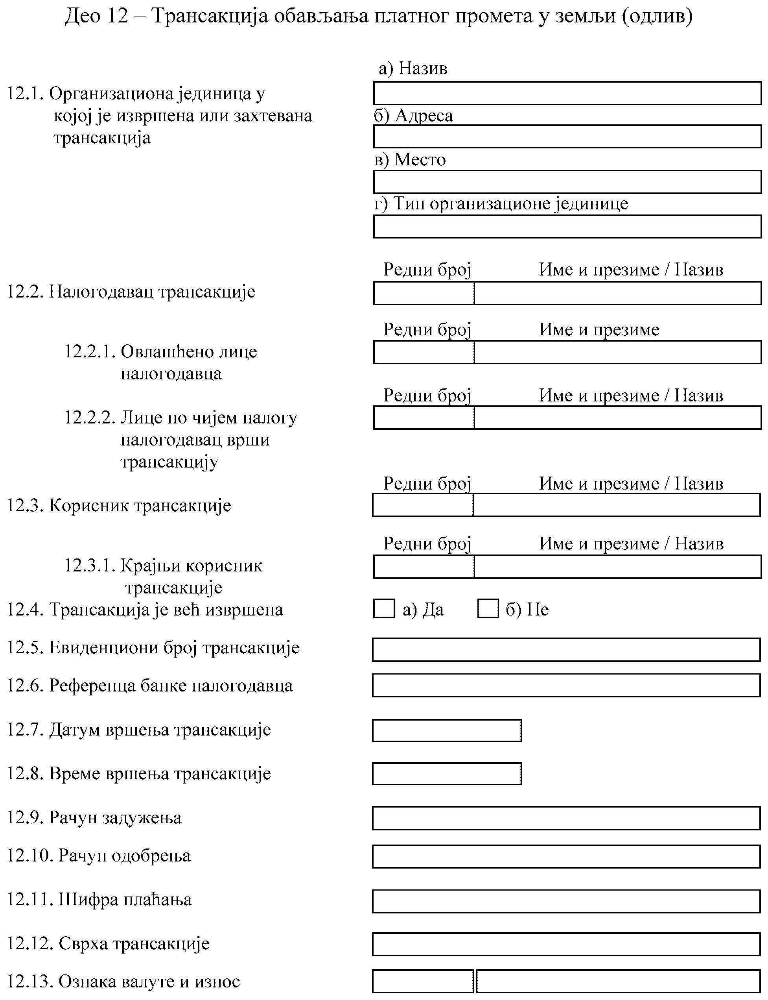 Део 12 – Трансакција обављања платног промета у земљи (одлив)
а) Назив
12.1. Организациона јединица у
којој је извршена или захтевана
трансакција
б) Адреса
в) Место
г) Тип организационе јединице
Редни број Име и презиме / Назив
12.2. Налогодавац трансакције
Редни број Име и презиме
12.2.1. Овлашћено лице
налогодавца
Редни број Име и презиме / Назив
12.2.2. Лице по чијем налогу
налогодавац врши
трансакцију
Редни број Име и презиме / Назив
12.3. Корисник трансакције
Редни број Име и презиме / Назив
12.3.1. Крајњи корисник
трансакције
12.4. Трансакција је већ извршена а) Да б) Не
12.5. Евиденциони број трансакције
12.6. Референца банке налогодавца
12.7. Датум вршења трансакције
12.8. Време вршења трансакције
12.9. Рачун задужења
12.10. Рачун одобрења
12.11. Шифра плаћања
12.12. Сврха трансакције
12.13. Ознака валуте и износ